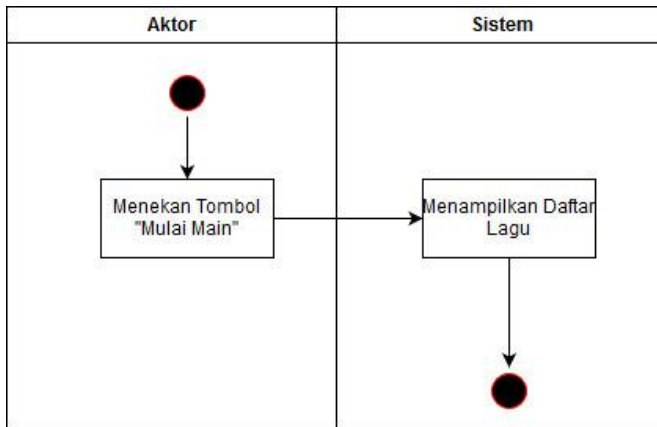 Aktor
Sistem
Menekan Tombol
"Mulai Main"
Menampilkan Daftar
Lagu